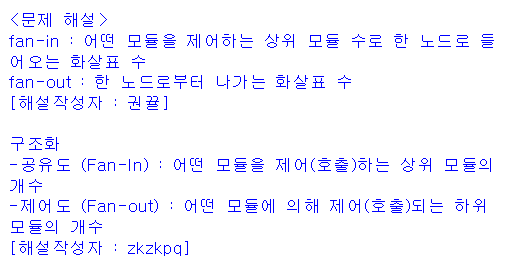 <문제 해설>
fan-in : 어떤 모듈을 제어하는 상위 모듈 수로 한 노드로 들
어오는 화살표 수
fan-out : 한 노드로부터 나가는 화살표 수
[해설작성자 : 권꿀]

구조화
-공유도 (Fan-In) : 어떤 모듈을 제어(호출)하는 상위 모듈의
개수
-제어도 (Fan-out) : 어떤 모듈에 의해 제어(호출)되는 하위
모듈의 개수
[해설작성자 : zkzkpq]